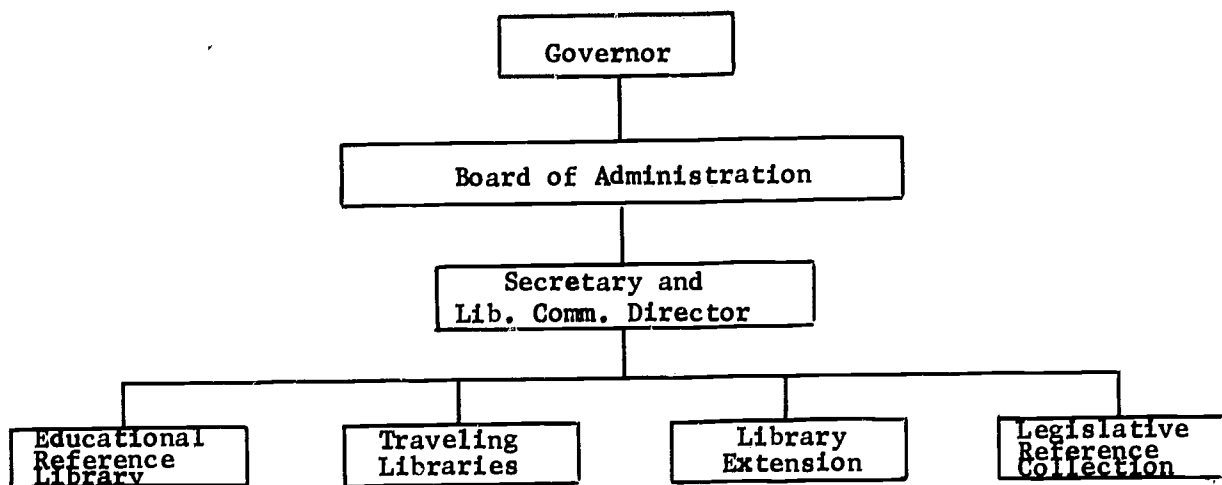 Governor
Board of Administration
Secretary and
Lib. Comm. Director
Educational
Reference
Library
Traveling
Libraries
Library
Extension
Legislative
Reference
Collection